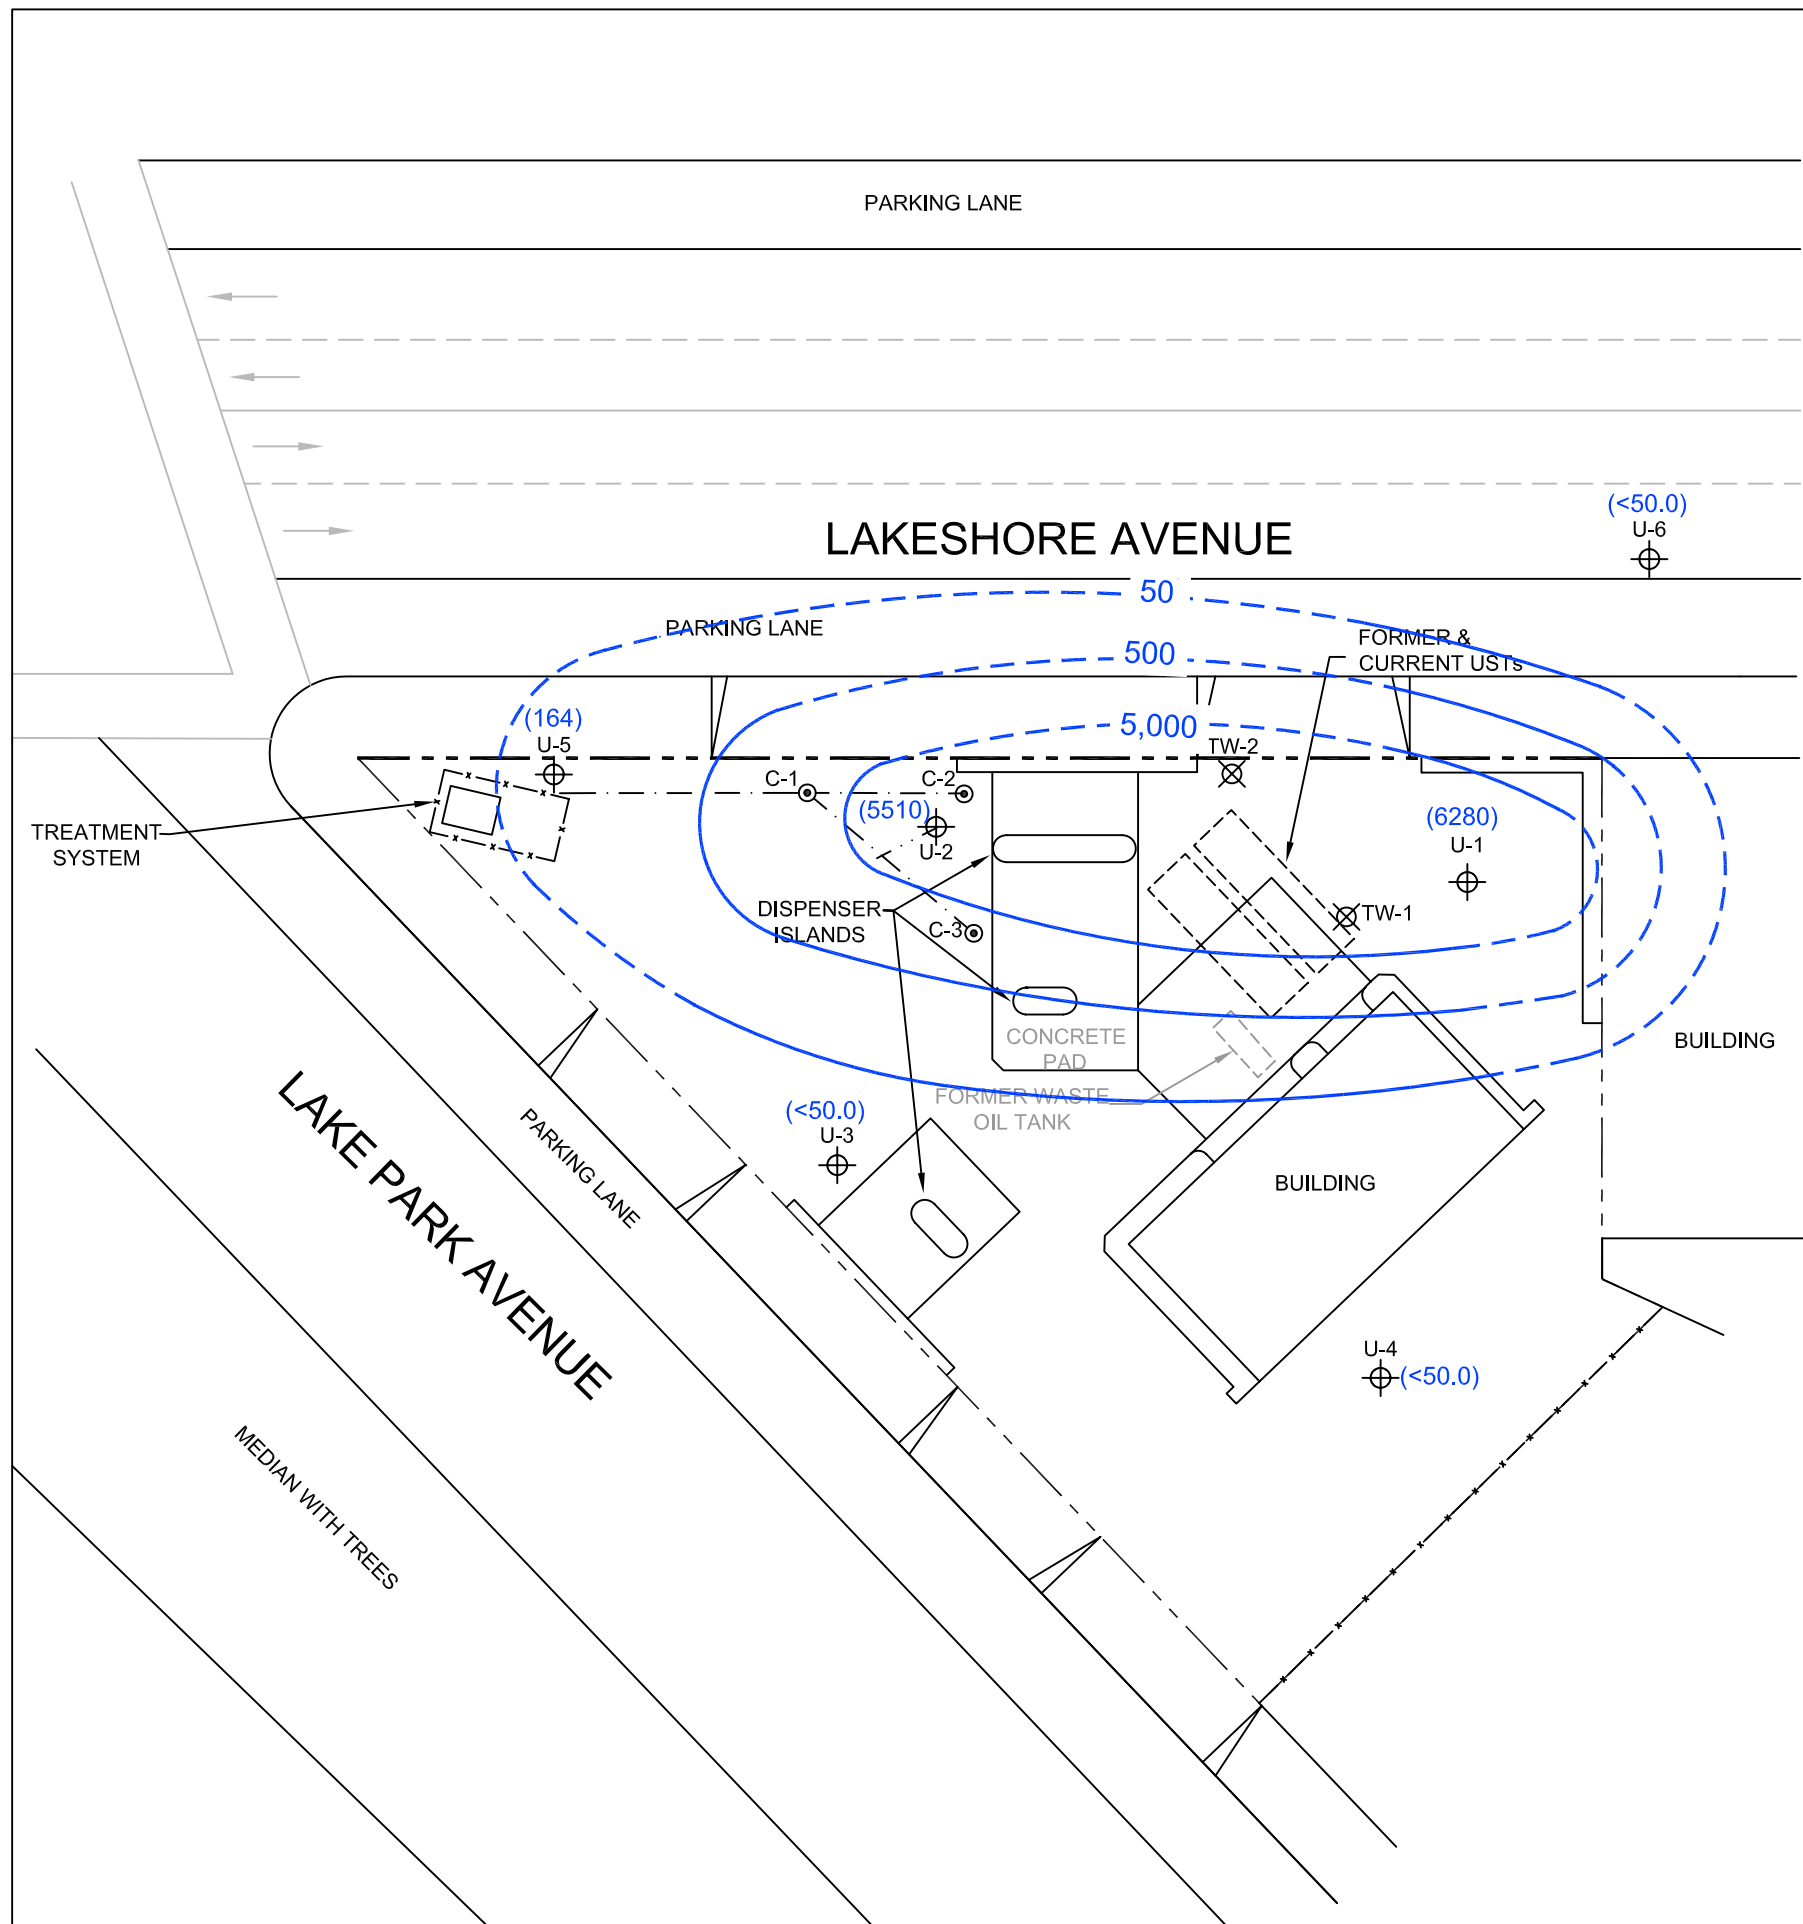 PARKING LANE
(<50.0)
U-6
LAKESHORE AVENUE
50
PARKING LANE
500
FORMER &
CURRENT USTs
(164)
U-5
5,000
TW-2
C-1
C-2
(5510)
U-2
(6280)
U-1
TREATMENT
SYSTEM
DISPENSER
ISLANDS
C-3
TW-1
CONCRETE
PAD
BUILDING
FORMER WASTE
OIL TANK
(<50.0)
U-3
LAKE PARK AVENUE
PARKING LANE
BUILDING
U-4
(<50.0)
MEDIAN WITH TREES